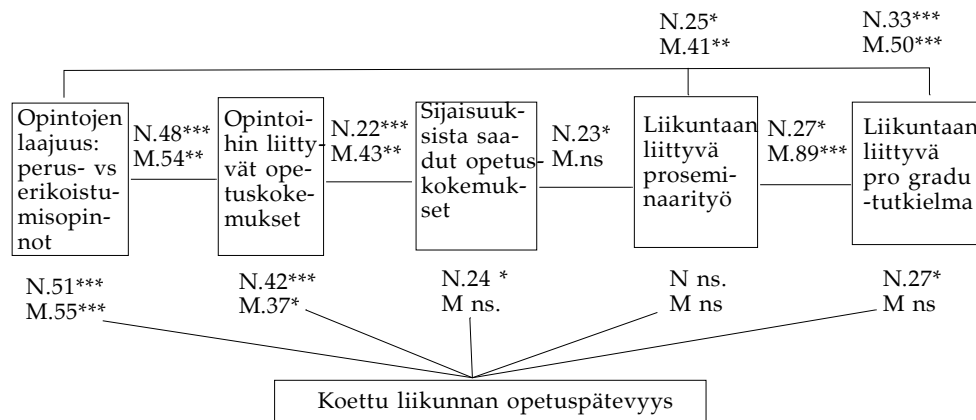 N.25*
M.41**
N.33***
M.50***
Opintojen
laajuus:
perus- vs
erikoistu-
misopin-
not
N.48***
M.54**
Opintoi-
hin liitty-
vät ope-
tuskoke-
mukset
N.22***
M.43**
Sijaisuuk-
sista saa-
dut opetus-
kokemuk-
set
N.23*
M.ns
Liikuntaan
liittyvä
prosemi-
naarityö
N.27*
M.89***
Liikuntaan
liittyvä
pro gradu
-tutkielma
N.51***
M.55***
N.42***
M.37*
N.24 *
M ns.
N ns.
M ns
N.27*
M ns
Koettu liikunnan opetuspätevyys